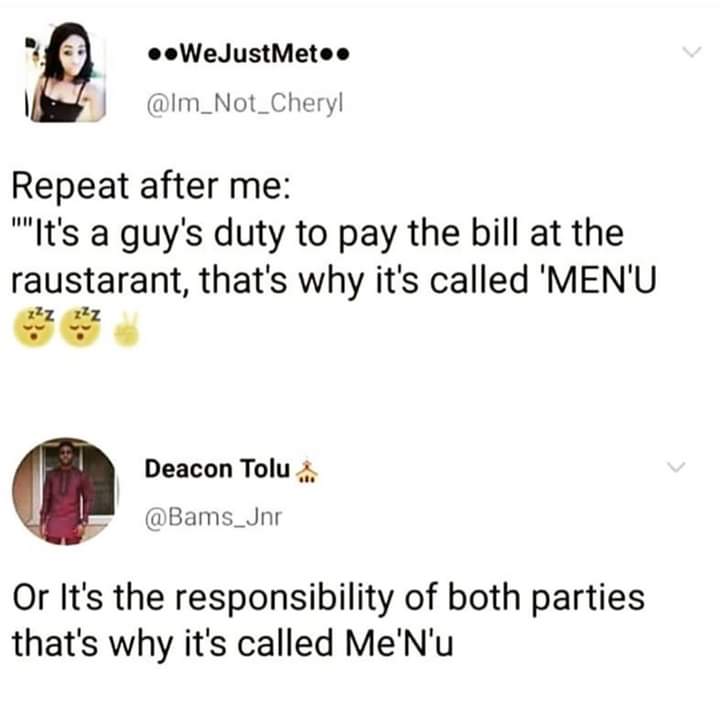 ••WeJustMet••
@Im_Not_Cheryl
Repeat after me:
""It's a guy's duty to pay the bill at the
raustarant, that's why it's called 'MEN'U
😴😴✌
Deacon Tolu⛪
@Bams_Jnr
Or It's the responsibility of both parties
that's why it's called Me'N'u